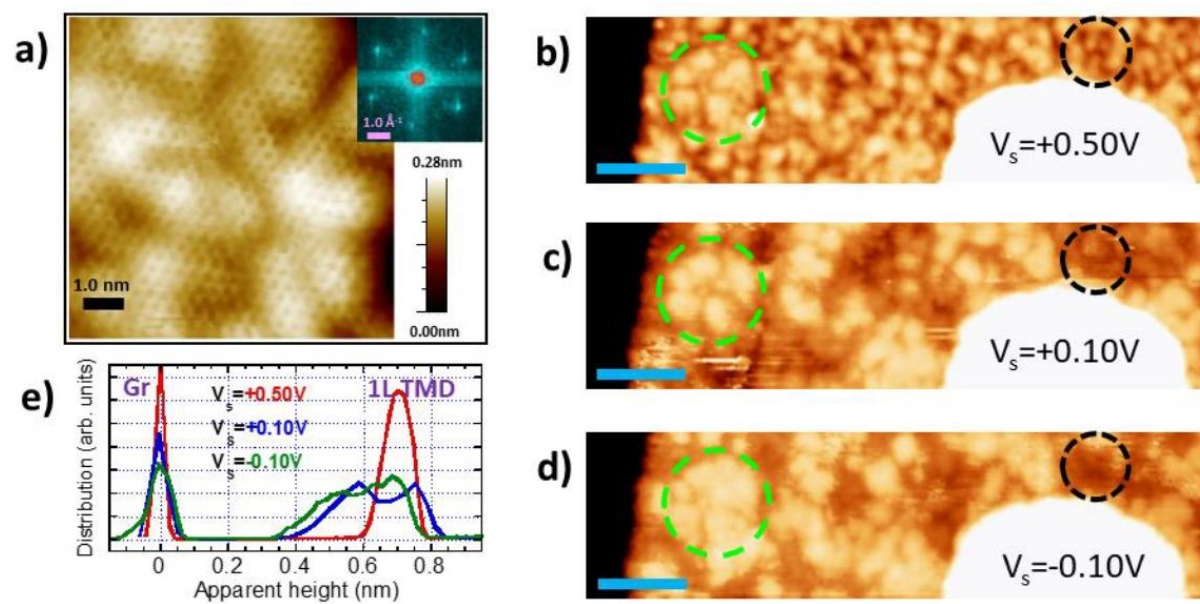 a)
1.0 Å⁻¹
0.28nm
0.00nm
1.0 nm
b)
Vₛ=+0.50V
c)
Vₛ=+0.10V
d)
Vₛ=-0.10V
e)
Gr
1L TMD
Vₛ=+0.50V
Vₛ=+0.10V
Vₛ=-0.10V
Distribution (arb. units)
0 0.2 0.4 0.6 0.8
Apparent height (nm)